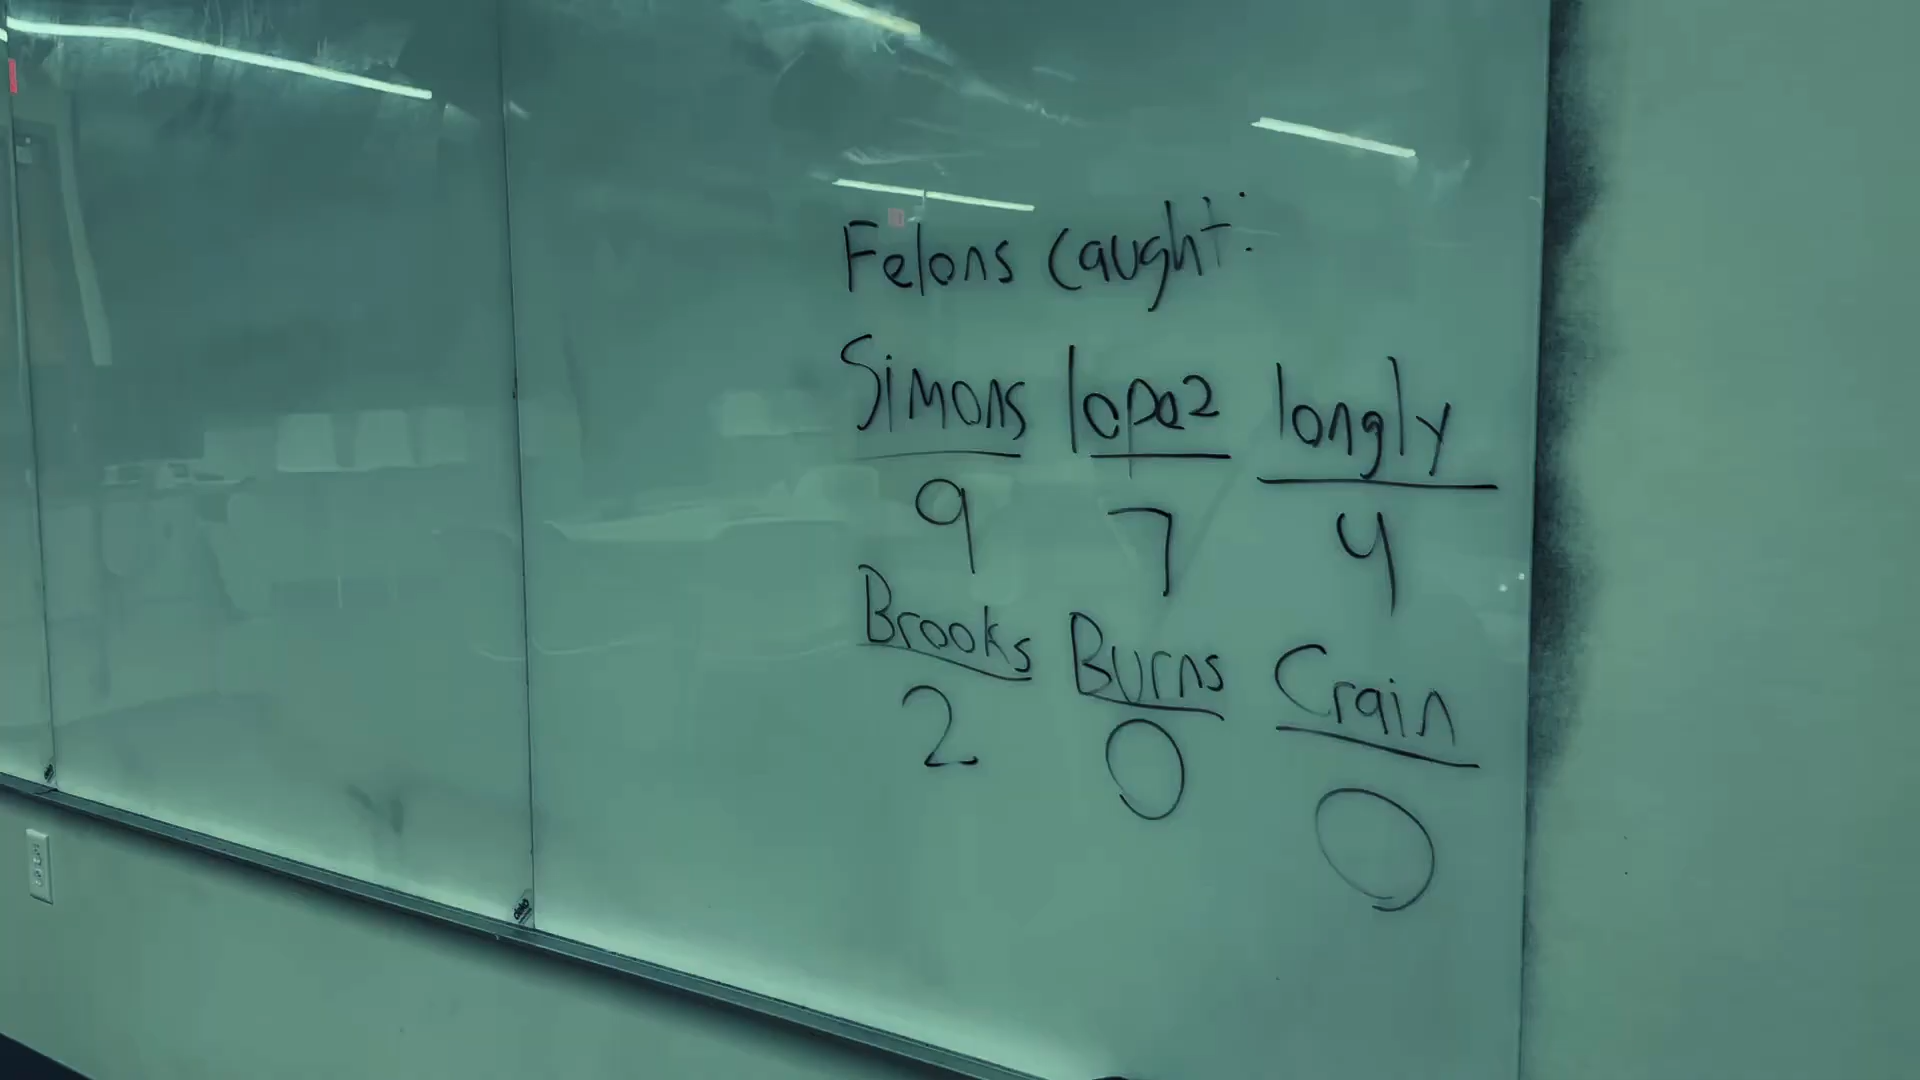 Felons caught:
Simons lopez longly
9 7 4
Brooks Burns Crain
2 0 0